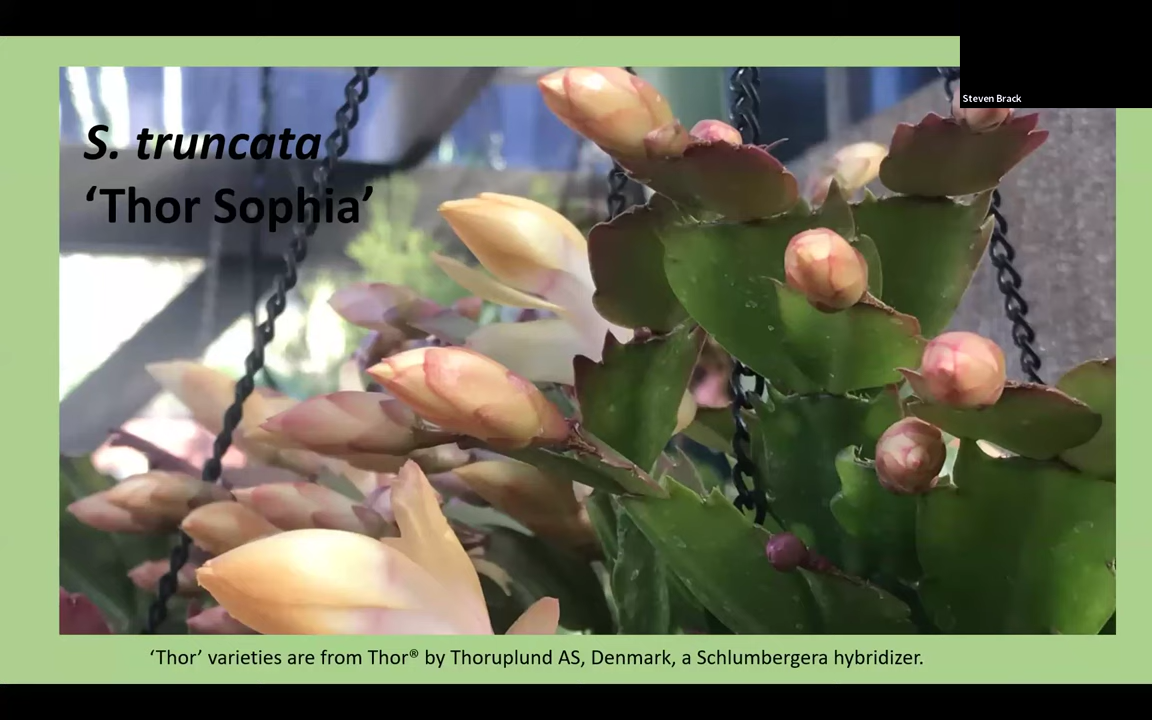 Steven Brack
S. truncata
‘Thor Sophia’
‘Thor’ varieties are from Thor® by Thoruplund AS, Denmark, a Schlumbergera hybridizer.